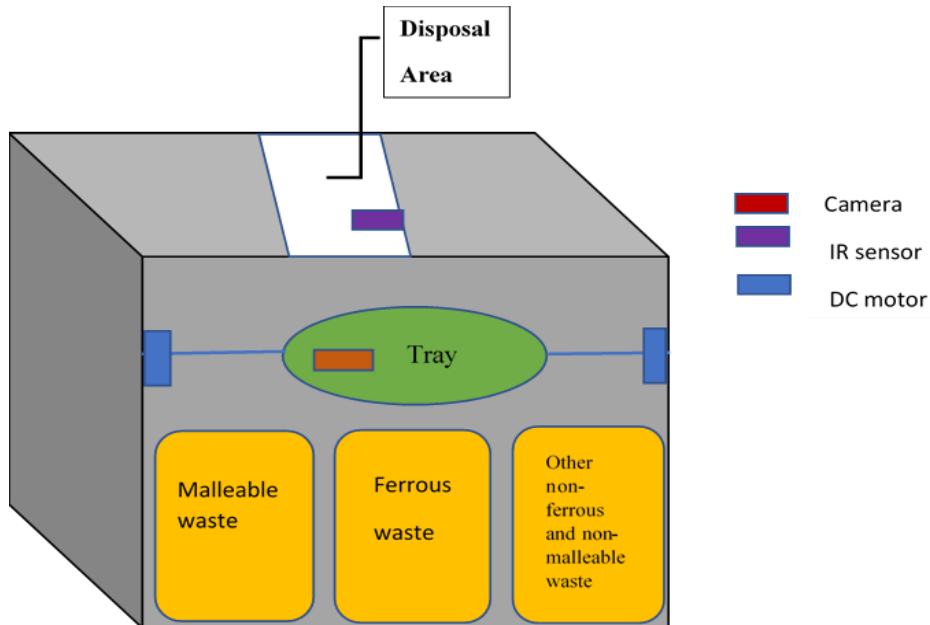 Disposal
Area
Camera
IR sensor
DC motor
Tray
Malleable
waste
Ferrous
waste
Other
non-
ferrous
and non-
malleable
waste